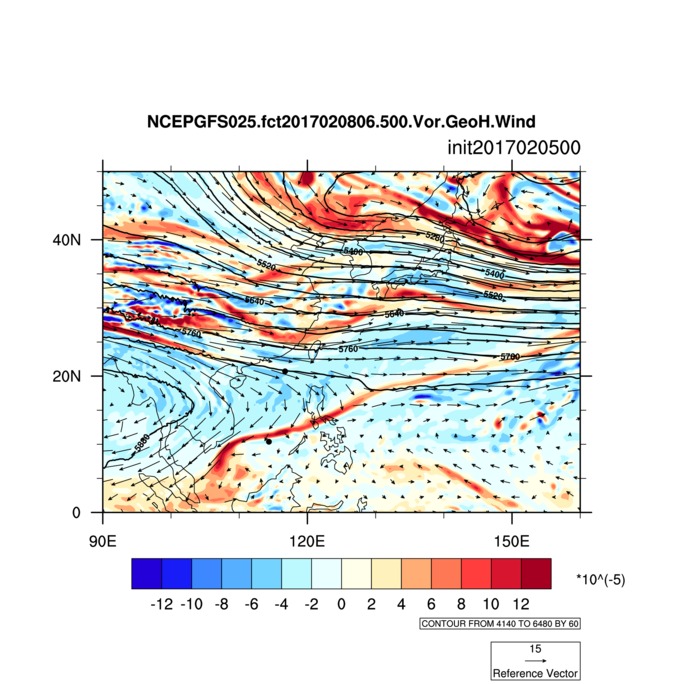 NCEPGFS025.fct2017020806.500.Vor.GeoH.Wind
init2017020500
40N
20N
0
90E 120E 150E
5280
5400
5400
5520
5520
5640
5640
5760
5760
5760
5880
-12 -10 -8 -6 -4 -2 0 2 4 6 8 10 12
*10^(-5)
CONTOUR FROM 4140 TO 6480 BY 60
15
Reference Vector